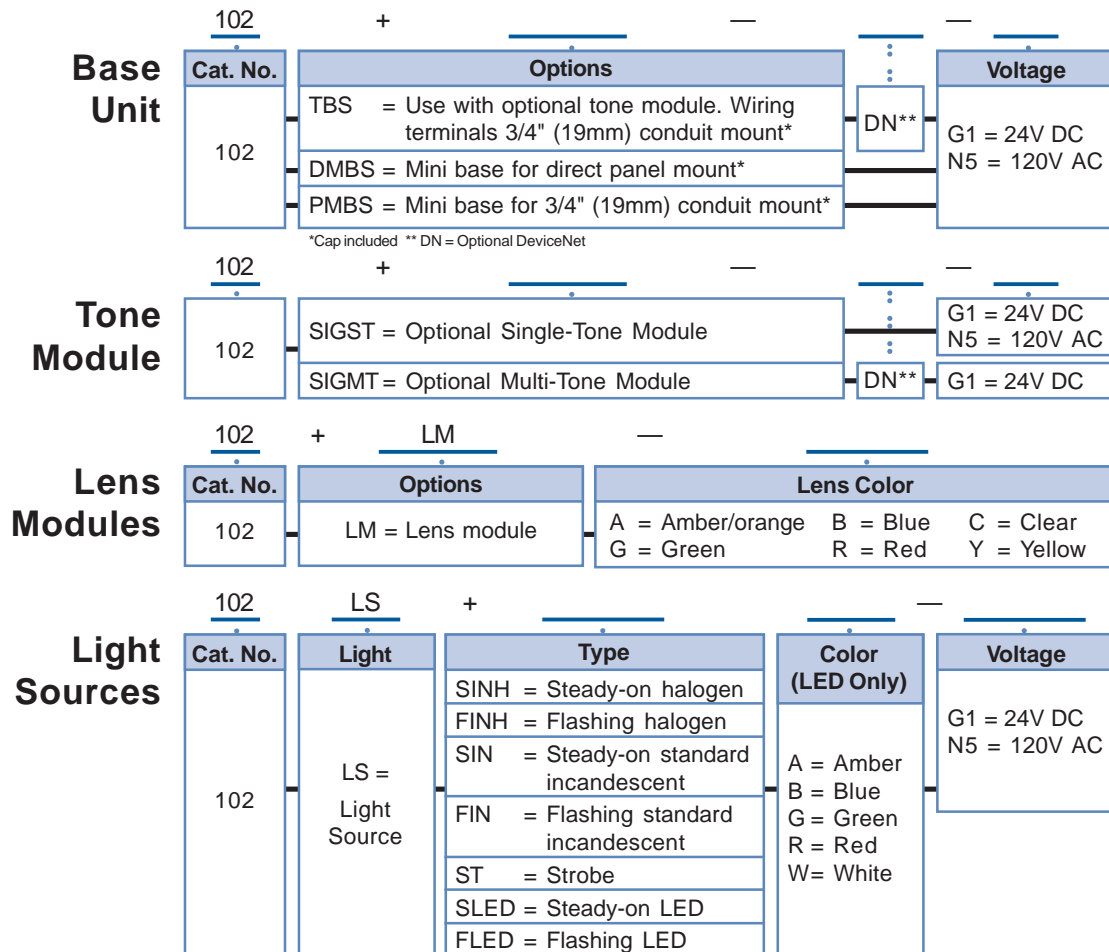 102 + — —
Base Unit
Cat. No. Options Voltage
102
TBS = Use with optional tone module. Wiring
terminals 3/4" (19mm) conduit mount*
DN**
G1 = 24V DC
N5 = 120V AC
DMBS = Mini base for direct panel mount*
PMBS = Mini base for 3/4" (19mm) conduit mount*
*Cap included ** DN = Optional DeviceNet
102 + — —
Tone Module
102
SIGST = Optional Single-Tone Module
G1 = 24V DC
N5 = 120V AC
SIGMT = Optional Multi-Tone Module DN** G1 = 24V DC
102 + LM —
Lens Modules
Cat. No. Options Lens Color
102 LM = Lens module
A = Amber/orange B = Blue C = Clear
G = Green R = Red Y = Yellow
102 LS + —
Light Sources
Cat. No. Light Type Color (LED Only) Voltage
102
LS =
Light
Source
SINH = Steady-on halogen
FINH = Flashing halogen
SIN = Steady-on standard
incandescent
FIN = Flashing standard
incandescent
ST = Strobe
SLED = Steady-on LED
FLED = Flashing LED
A = Amber
B = Blue
G = Green
R = Red
W= White
G1 = 24V DC
N5 = 120V AC